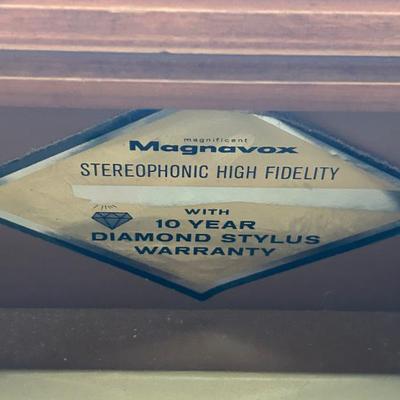 magnificent
Magnavox
STEREOPHONIC HIGH FIDELITY
WITH
10 YEAR
DIAMOND STYLUS
WARRANTY